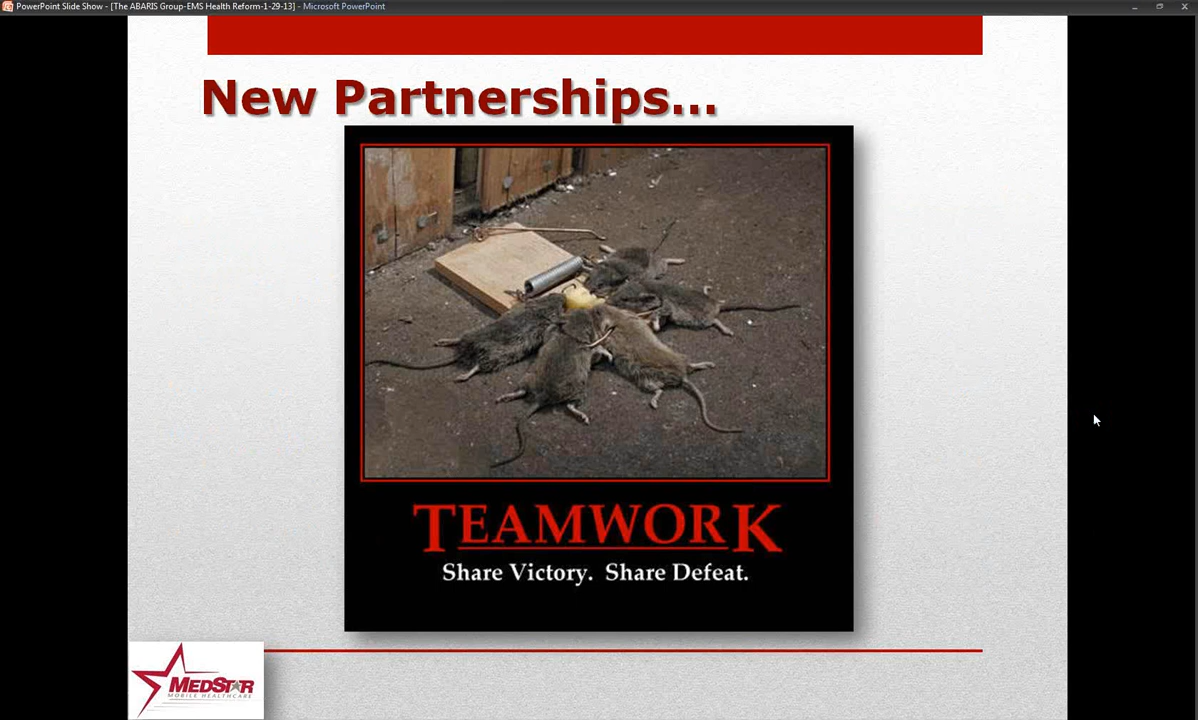 PowerPoint Slide Show - [The ABARIS Group-EMS Health Reform-1-29-13] - Microsoft PowerPoint
New Partnerships...
TEAMWORK
Share Victory. Share Defeat.
MEDSTAR
MOBILE HEALTHCARE